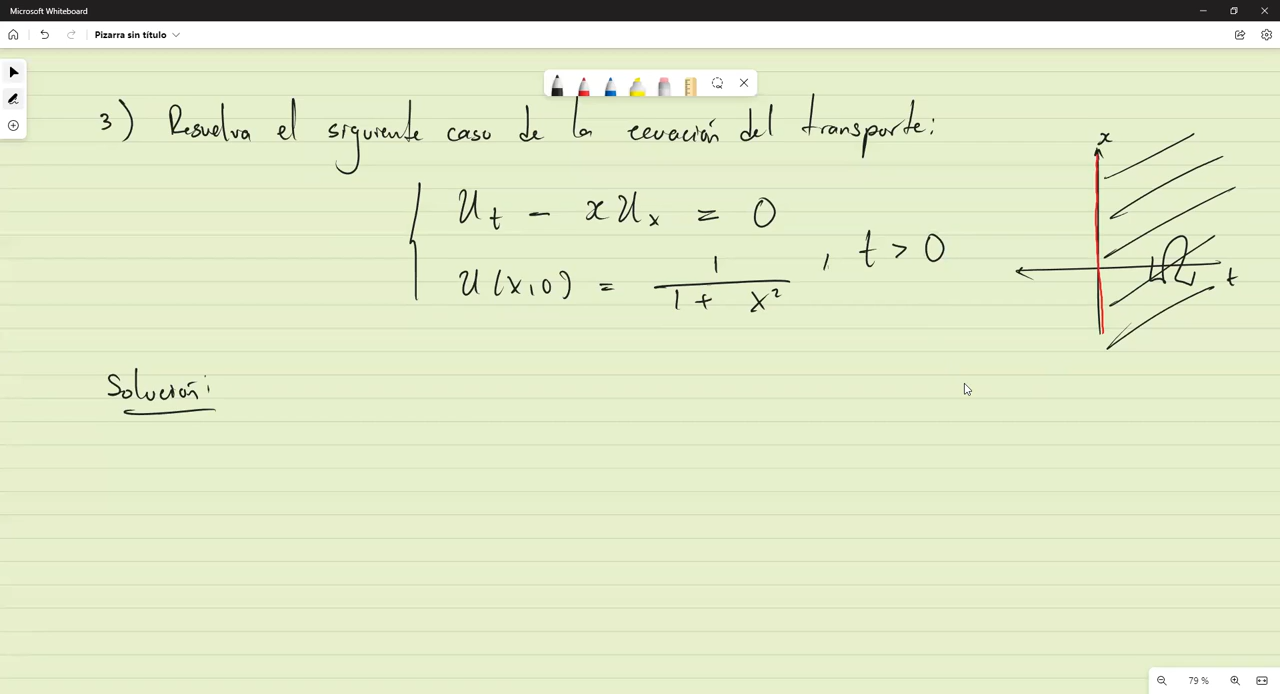 Microsoft Whiteboard
Pizarra sin título
3) Resuelva el siguiente caso de la ecuación del transporte:
x
U_t - x U_x = 0
, t > 0
U(x,0) = 1 / (1 + x²)
Ω
t
Solución:
79 %